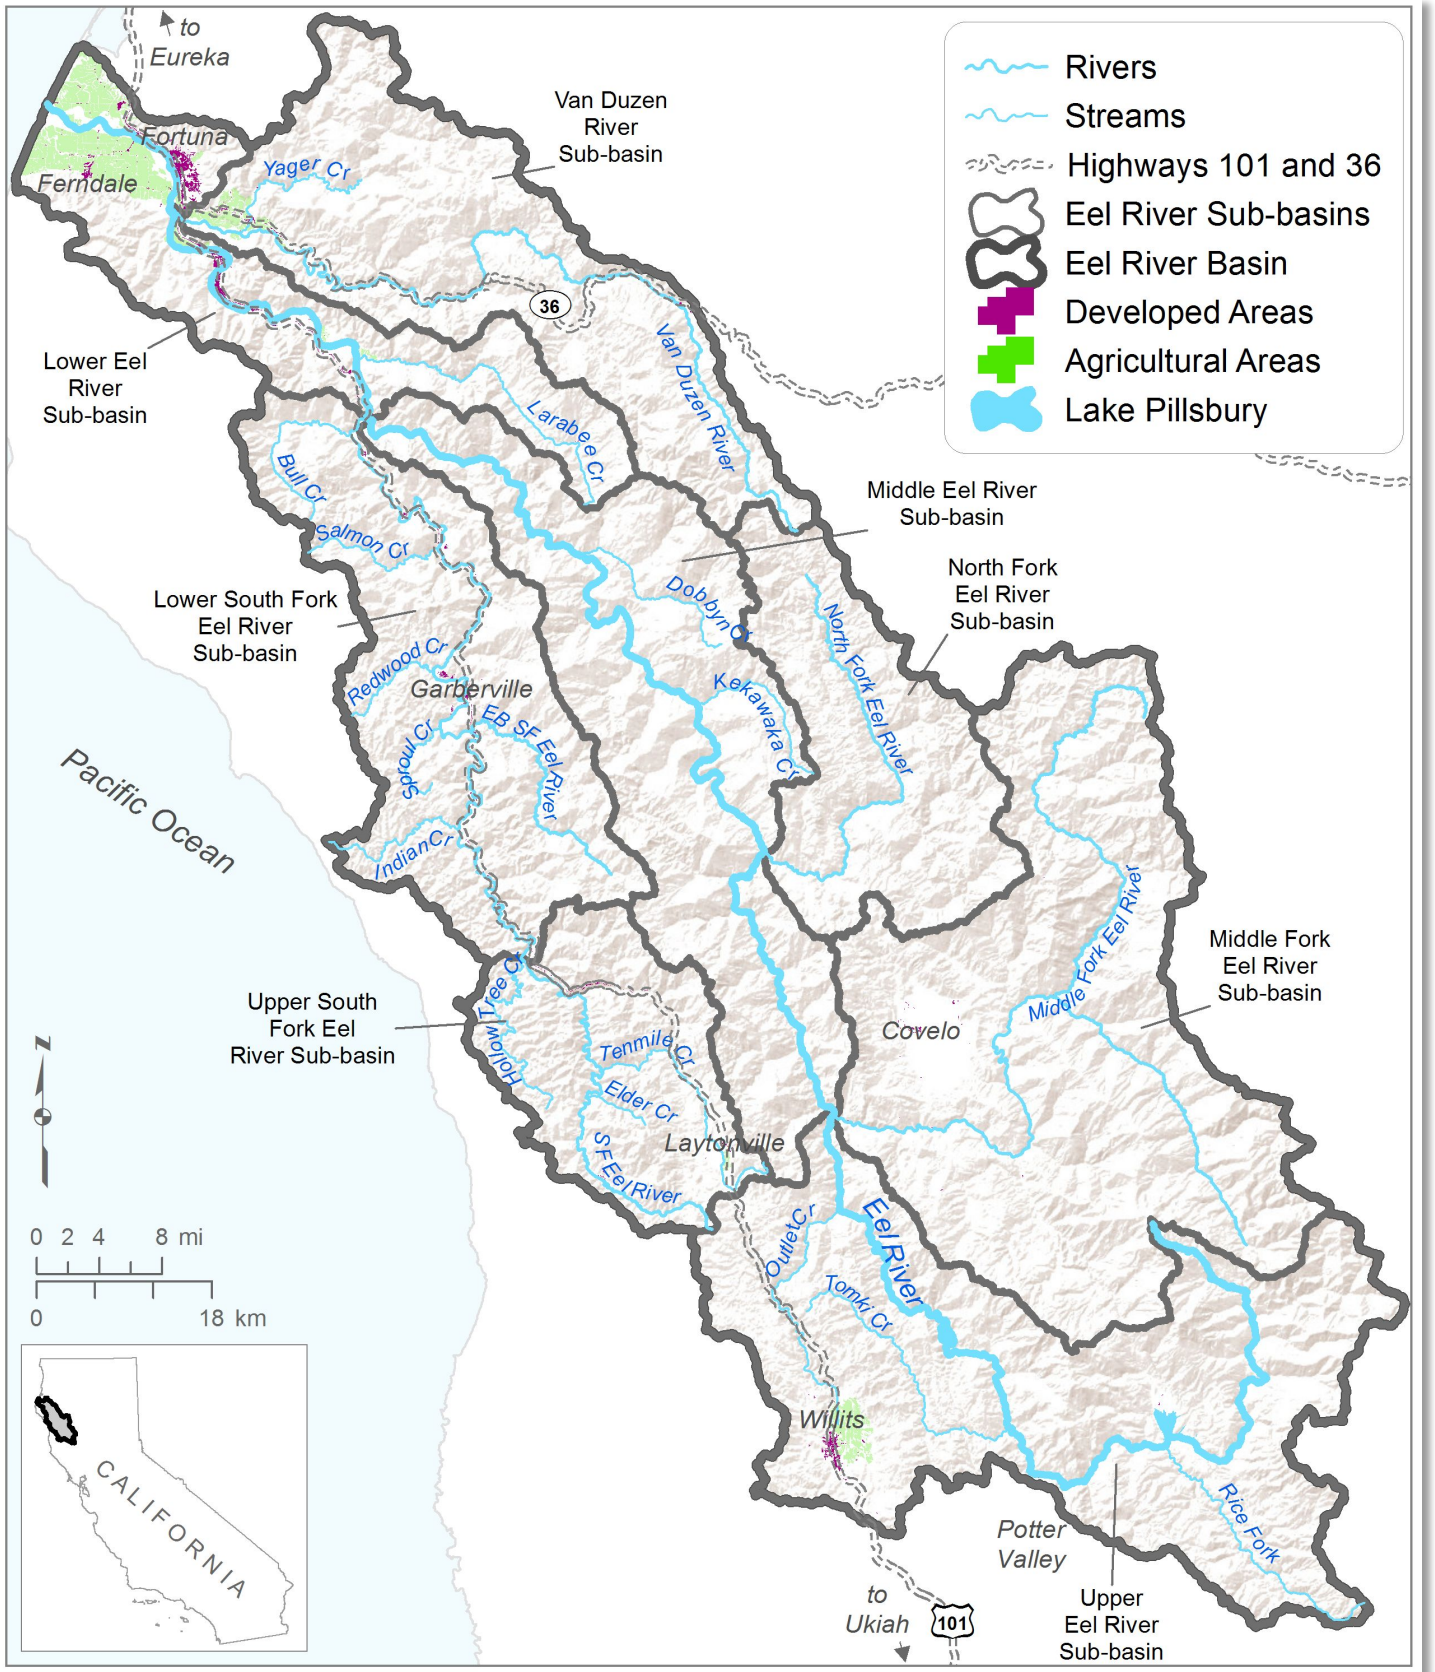 to
Eureka
Rivers
Streams
Highways 101 and 36
Eel River Sub-basins
Eel River Basin
Developed Areas
Agricultural Areas
Lake Pillsbury
Van Duzen
River
Sub-basin
Fortuna
Ferndale
Yager Cr
36
Lower Eel
River
Sub-basin
Van Duzen River
Larabee Cr
Bull Cr
Salmon Cr
Middle Eel River
Sub-basin
North Fork
Eel River
Sub-basin
Lower South Fork
Eel River
Sub-basin
Dobbyn Cr
North Fork Eel River
Redwood Cr
Garberville
Kekawaka Cr
Sproul Cr
EB SF Eel River
Indian Cr
Pacific Ocean
Middle Fork Eel River
Middle Fork
Eel River
Sub-basin
Upper South
Fork Eel
River Sub-basin
Hollow Tree Cr
Covelo
Tenmile Cr
Elder Cr
Laytonville
SF Eel River
N
Outlet Cr
Eel River
Tomki Cr
0 2 4 8 mi
0 18 km
Willits
Rice Fork
Potter
Valley
CALIFORNIA
to
Ukiah
101
Upper
Eel River
Sub-basin